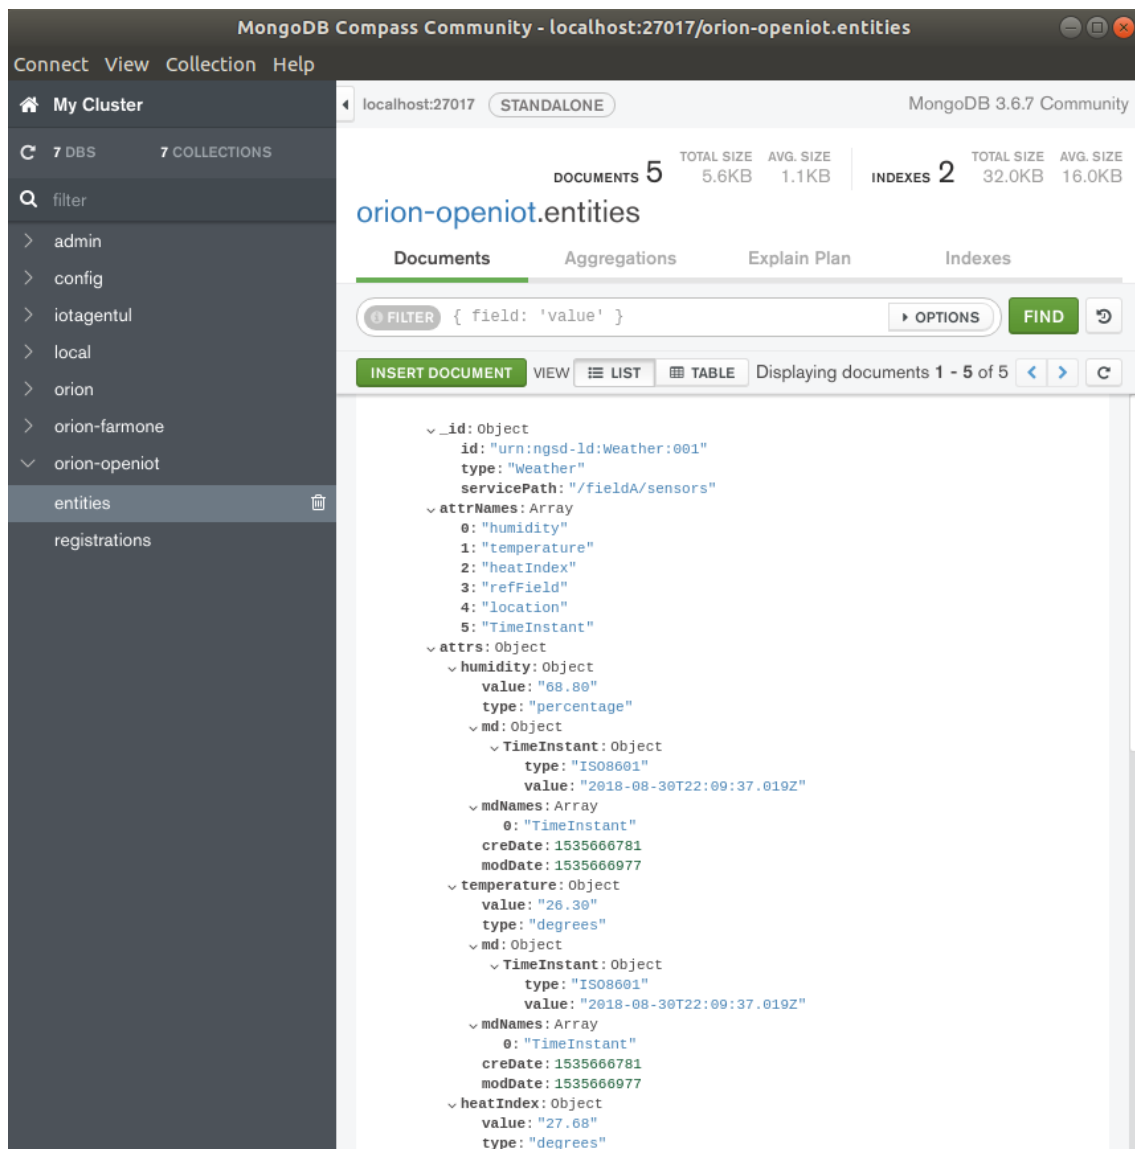 MongoDB Compass Community - localhost:27017/orion-openiot.entities
Connect View Collection Help
My Cluster
7 DBS 7 COLLECTIONS
filter
admin
config
iotagentul
local
orion
orion-farmone
orion-openiot
entities
registrations
localhost:27017 STANDALONE MongoDB 3.6.7 Community
DOCUMENTS 5 TOTAL SIZE 5.6KB AVG. SIZE 1.1KB INDEXES 2 TOTAL SIZE 32.0KB AVG. SIZE 16.0KB
orion-openiot.entities
Documents Aggregations Explain Plan Indexes
FILTER { field: 'value' } OPTIONS FIND
INSERT DOCUMENT VIEW LIST TABLE Displaying documents 1 - 5 of 5
_id: Object
id: "urn:ngsd-ld:Weather:001"
type: "Weather"
servicePath: "/fieldA/sensors"
attrNames: Array
0: "humidity"
1: "temperature"
2: "heatIndex"
3: "refField"
4: "location"
5: "TimeInstant"
attrs: Object
humidity: Object
value: "68.80"
type: "percentage"
md: Object
TimeInstant: Object
type: "ISO8601"
value: "2018-08-30T22:09:37.019Z"
mdNames: Array
0: "TimeInstant"
creDate: 1535666781
modDate: 1535666977
temperature: Object
value: "26.30"
type: "degrees"
md: Object
TimeInstant: Object
type: "ISO8601"
value: "2018-08-30T22:09:37.019Z"
mdNames: Array
0: "TimeInstant"
creDate: 1535666781
modDate: 1535666977
heatIndex: Object
value: "27.68"
type: "degrees"